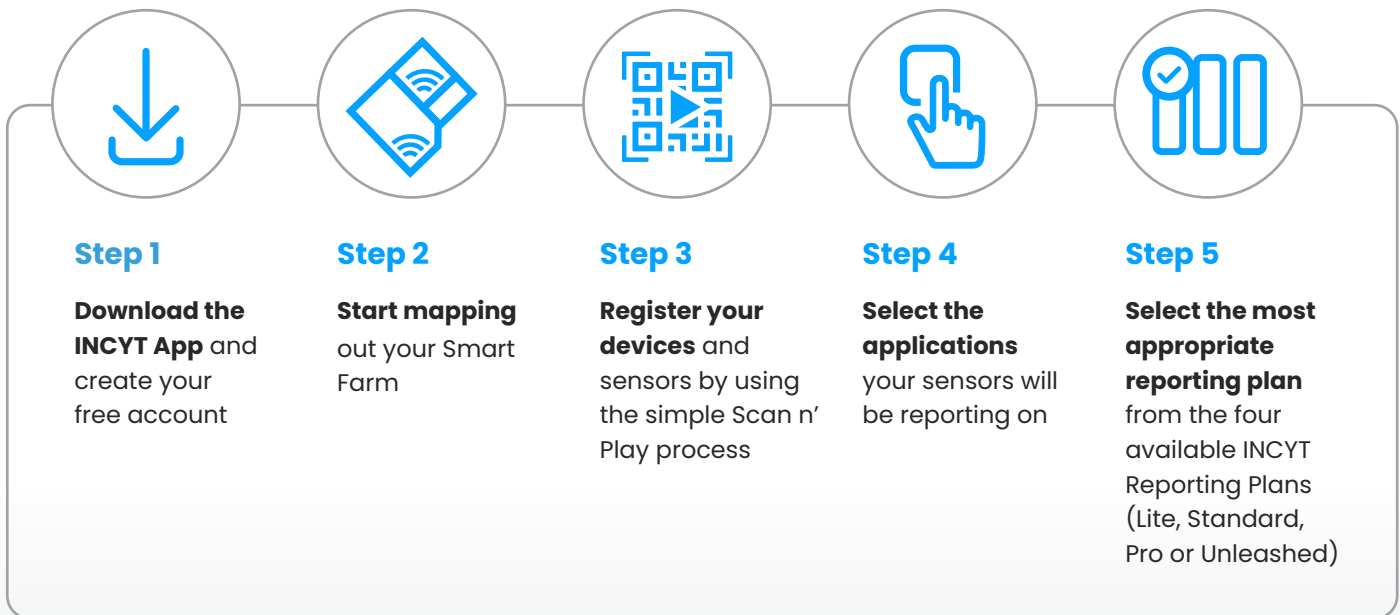 Step 1
Download the
INCYT App and
create your
free account
Step 2
Start mapping
out your Smart
Farm
Step 3
Register your
devices and
sensors by using
the simple Scan n’
Play process
Step 4
Select the
applications
your sensors will
be reporting on
Step 5
Select the most
appropriate
reporting plan
from the four
available INCYT
Reporting Plans
(Lite, Standard,
Pro or Unleashed)